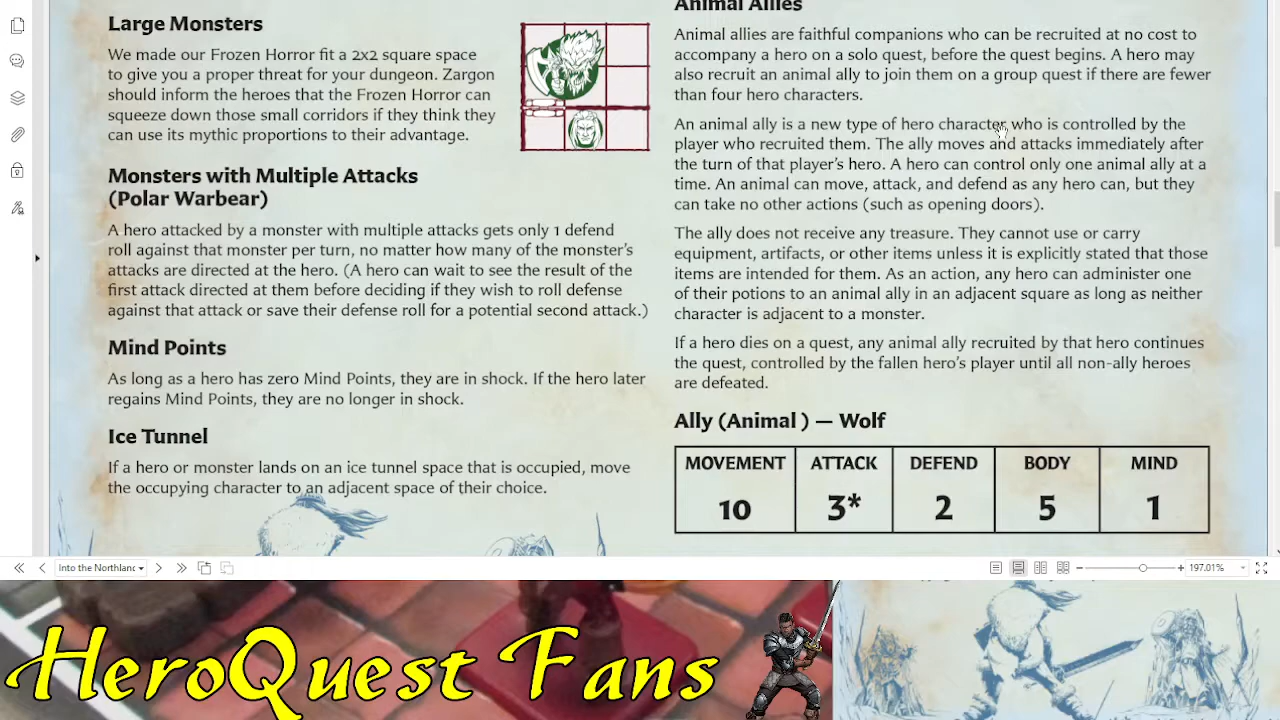 Large Monsters
We made our Frozen Horror fit a 2x2 square space
to give you a proper threat for your dungeon. Zargon
should inform the heroes that the Frozen Horror can
squeeze down those small corridors if they think they
can use its mythic proportions to their advantage.
Monsters with Multiple Attacks
(Polar Warbear)
A hero attacked by a monster with multiple attacks gets only 1 defend
roll against that monster per turn, no matter how many of the monster's
attacks are directed at the hero. (A hero can wait to see the result of the
first attack directed at them before deciding if they wish to roll defense
against that attack or save their defense roll for a potential second attack.)
Mind Points
As long as a hero has zero Mind Points, they are in shock. If the hero later
regains Mind Points, they are no longer in shock.
Ice Tunnel
If a hero or monster lands on an ice tunnel space that is occupied, move
the occupying character to an adjacent space of their choice.
Animal Allies
Animal allies are faithful companions who can be recruited at no cost to
accompany a hero on a solo quest, before the quest begins. A hero may
also recruit an animal ally to join them on a group quest if there are fewer
than four hero characters.
An animal ally is a new type of hero character who is controlled by the
player who recruited them. The ally moves and attacks immediately after
the turn of that player's hero. A hero can control only one animal ally at a
time. An animal can move, attack, and defend as any hero can, but they
can take no other actions (such as opening doors).
The ally does not receive any treasure. They cannot use or carry
equipment, artifacts, or other items unless it is explicitly stated that those
items are intended for them. As an action, any hero can administer one
of their potions to an animal ally in an adjacent square as long as neither
character is adjacent to a monster.
If a hero dies on a quest, any animal ally recruited by that hero continues
the quest, controlled by the fallen hero's player until all non-ally heroes
are defeated.
Ally (Animal ) — Wolf
MOVEMENT ATTACK DEFEND BODY MIND
10 3* 2 5 1
Into the Northlanc
197.01%
HeroQuest Fans